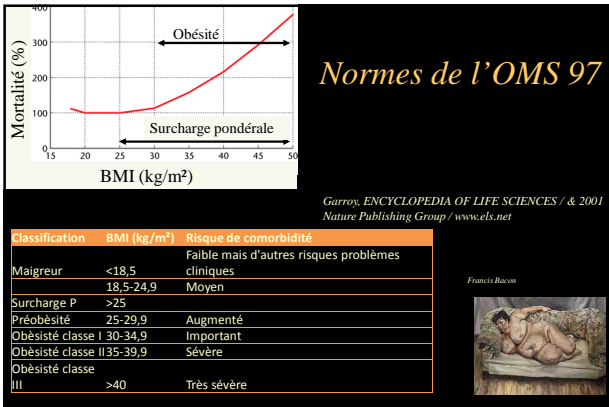 Mortalité (%)
400
300
200
100
0
Obésité
Surcharge pondérale
15 20 25 30 35 40 45 50
BMI (kg/m²)
Normes de l’OMS 97
Garroy, ENCYCLOPEDIA OF LIFE SCIENCES / & 2001
Nature Publishing Group / www.els.net
Classification BMI (kg/m²) Risque de comorbidité
Faible mais d'autres risques problèmes
Maigreur <18,5 cliniques
18,5-24,9 Moyen
Surcharge P >25
Préobèsité 25-29,9 Augmenté
Obèsité classe I 30-34,9 Important
Obèsité classe II 35-39,9 Sévère
Obèsité classe
III >40 Très sévère
Francis Bacon